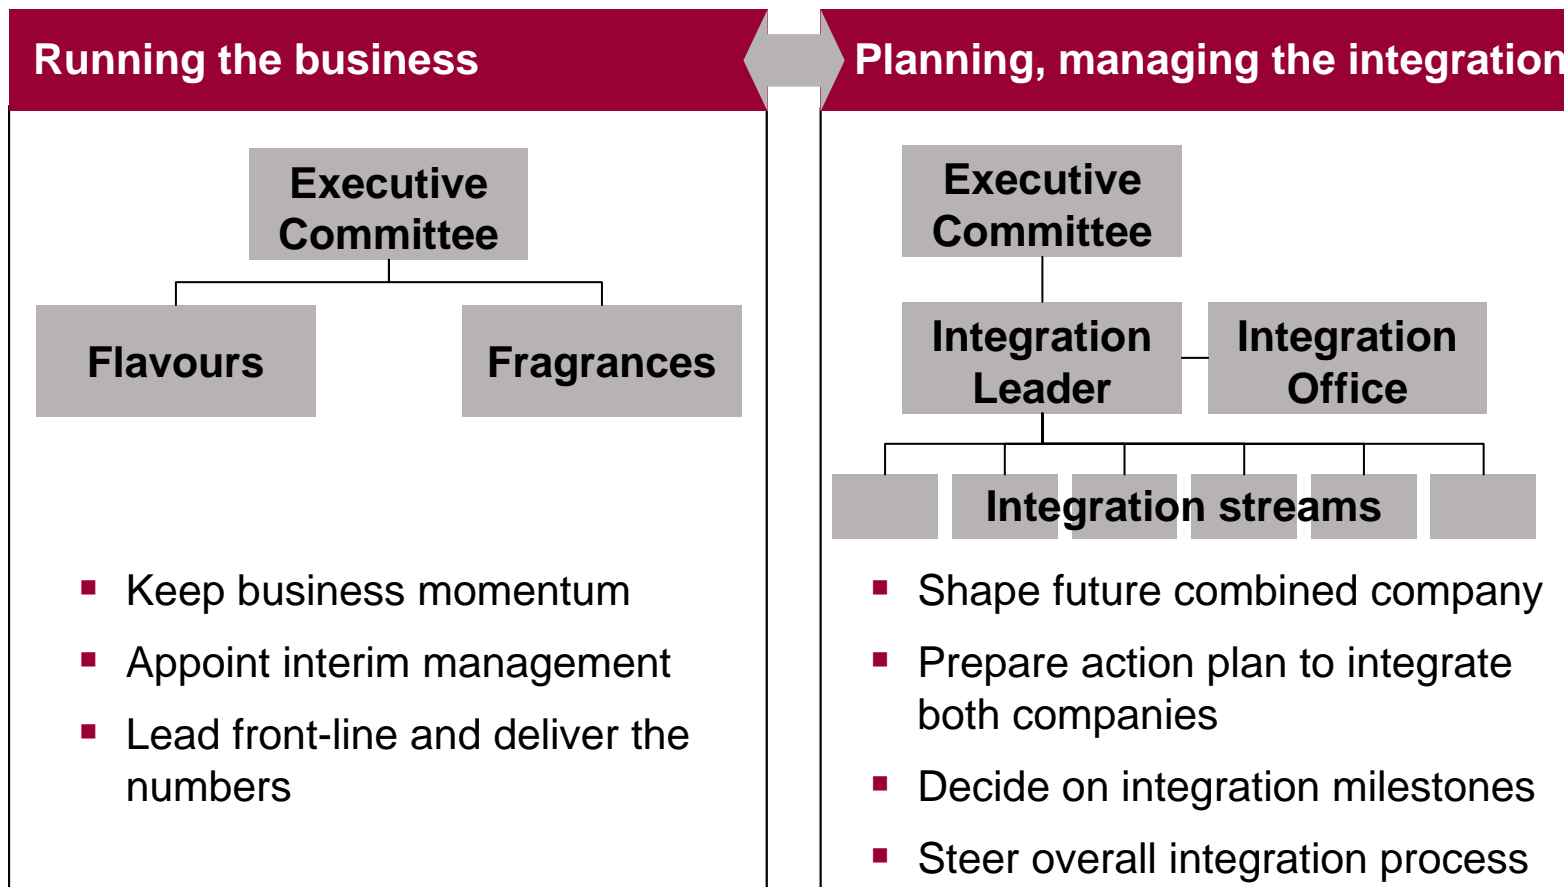 Running the business
Executive
Committee
Flavours
Fragrances
Keep business momentum
Appoint interim management
Lead front-line and deliver the
numbers
Planning, managing the integration
Executive
Committee
Integration
Leader
Integration
Office
Integration streams
Shape future combined company
Prepare action plan to integrate
both companies
Decide on integration milestones
Steer overall integration process